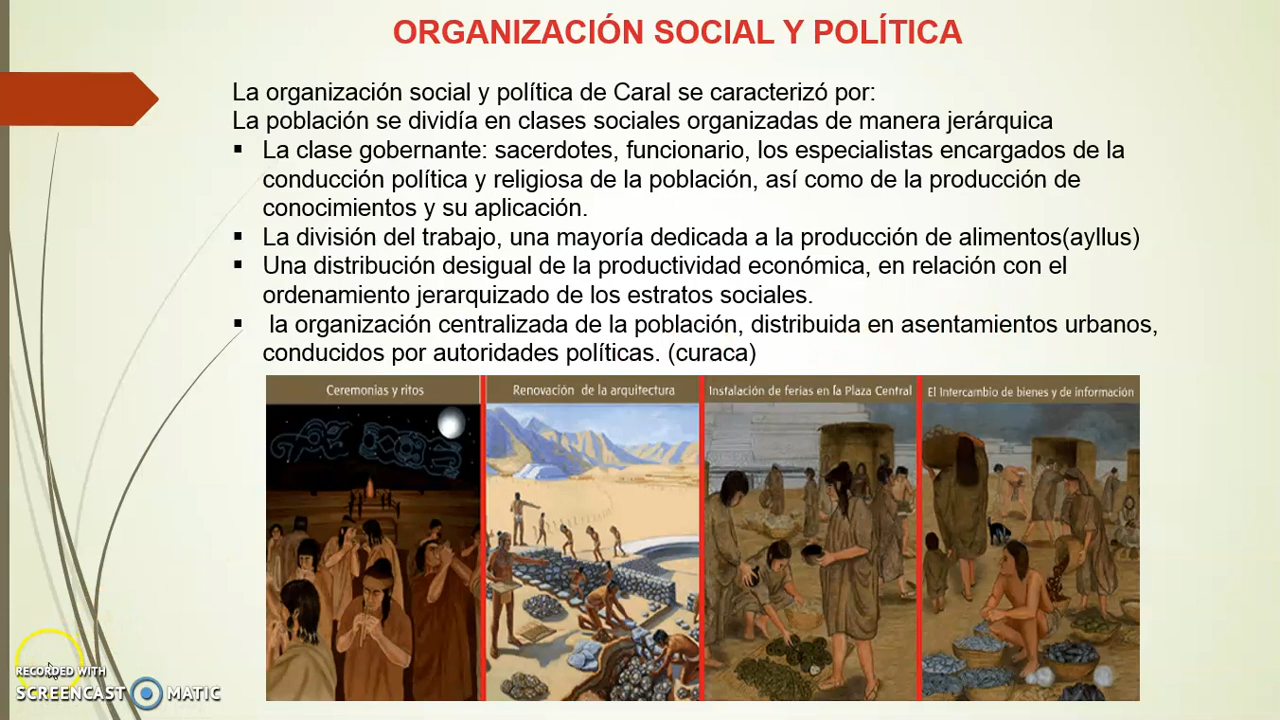 ORGANIZACIÓN SOCIAL Y POLÍTICA
La organización social y política de Caral se caracterizó por:
La población se dividía en clases sociales organizadas de manera jerárquica
▪ La clase gobernante: sacerdotes, funcionario, los especialistas encargados de la
conducción política y religiosa de la población, así como de la producción de
conocimientos y su aplicación.
▪ La división del trabajo, una mayoría dedicada a la producción de alimentos(ayllus)
▪ Una distribución desigual de la productividad económica, en relación con el
ordenamiento jerarquizado de los estratos sociales.
▪ la organización centralizada de la población, distribuida en asentamientos urbanos,
conducidos por autoridades políticas. (curaca)
Ceremonias y ritos
Renovación de la arquitectura
Instalación de ferias en la Plaza Central
El Intercambio de bienes y de información
RECORDED WITH
SCREENCAST MATIC